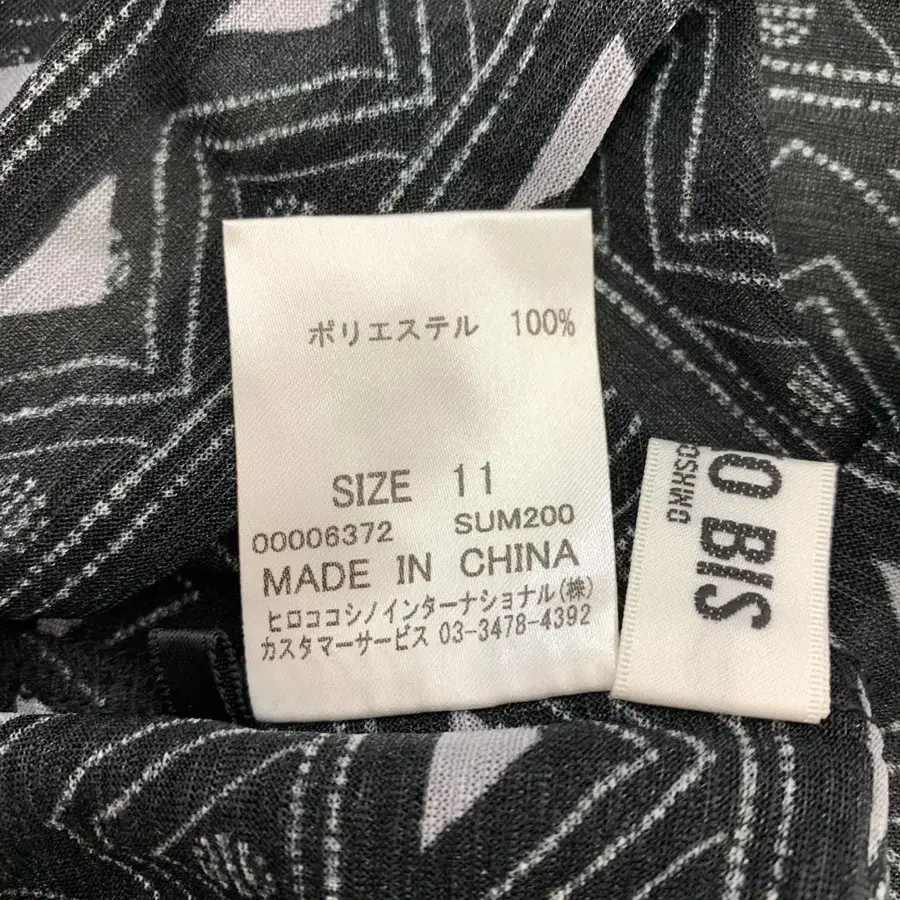 ポリエステル 100%
SIZE 11
00006372 SUM200
MADE IN CHINA
ヒロココシノインターナショナル(株)
カスタマーサービス 03-3478-4392
O BIS